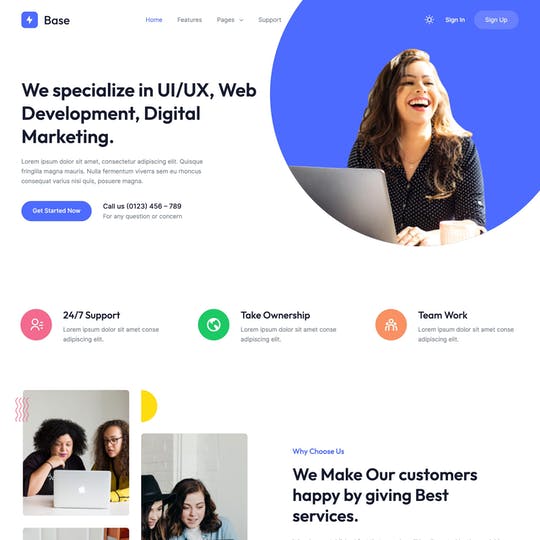 Base
Home Features Pages Support
Sign In Sign Up
We specialize in UI/UX, Web
Development, Digital
Marketing.
Lorem ipsum dolor sit amet, consectetur adipiscing elit. Quisque
fringilla magna mauris. Nulla fermentum viverra sem eu rhoncus
consequat varius nisi quis, posuere magna.
Get Started Now
Call us (0123) 456 – 789
For any question or concern
24/7 Support
Lorem ipsum dolor sit amet conse
adipiscing elit.
Take Ownership
Lorem ipsum dolor sit amet conse
adipiscing elit.
Team Work
Lorem ipsum dolor sit amet conse
adipiscing elit.
Why Choose Us
We Make Our customers
happy by giving Best
services.